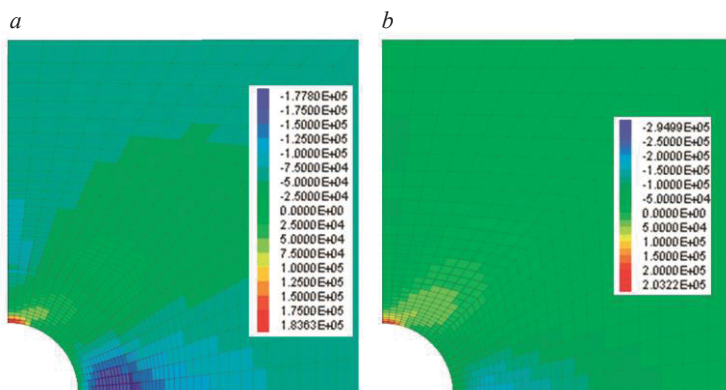 a
b
-1.7780E+05
-1.7500E+05
-1.5000E+05
-1.2500E+05
-1.0000E+05
-7.5000E+04
-5.0000E+04
-2.5000E+04
0.0000E+00
2.5000E+04
5.0000E+04
7.5000E+04
1.0000E+05
1.2500E+05
1.5000E+05
1.7500E+05
1.8363E+05
-2.9499E+05
-2.5000E+05
-2.0000E+05
-1.5000E+05
-1.0000E+05
-5.0000E+04
0.0000E+00
5.0000E+04
1.0000E+05
1.5000E+05
2.0000E+05
2.0322E+05